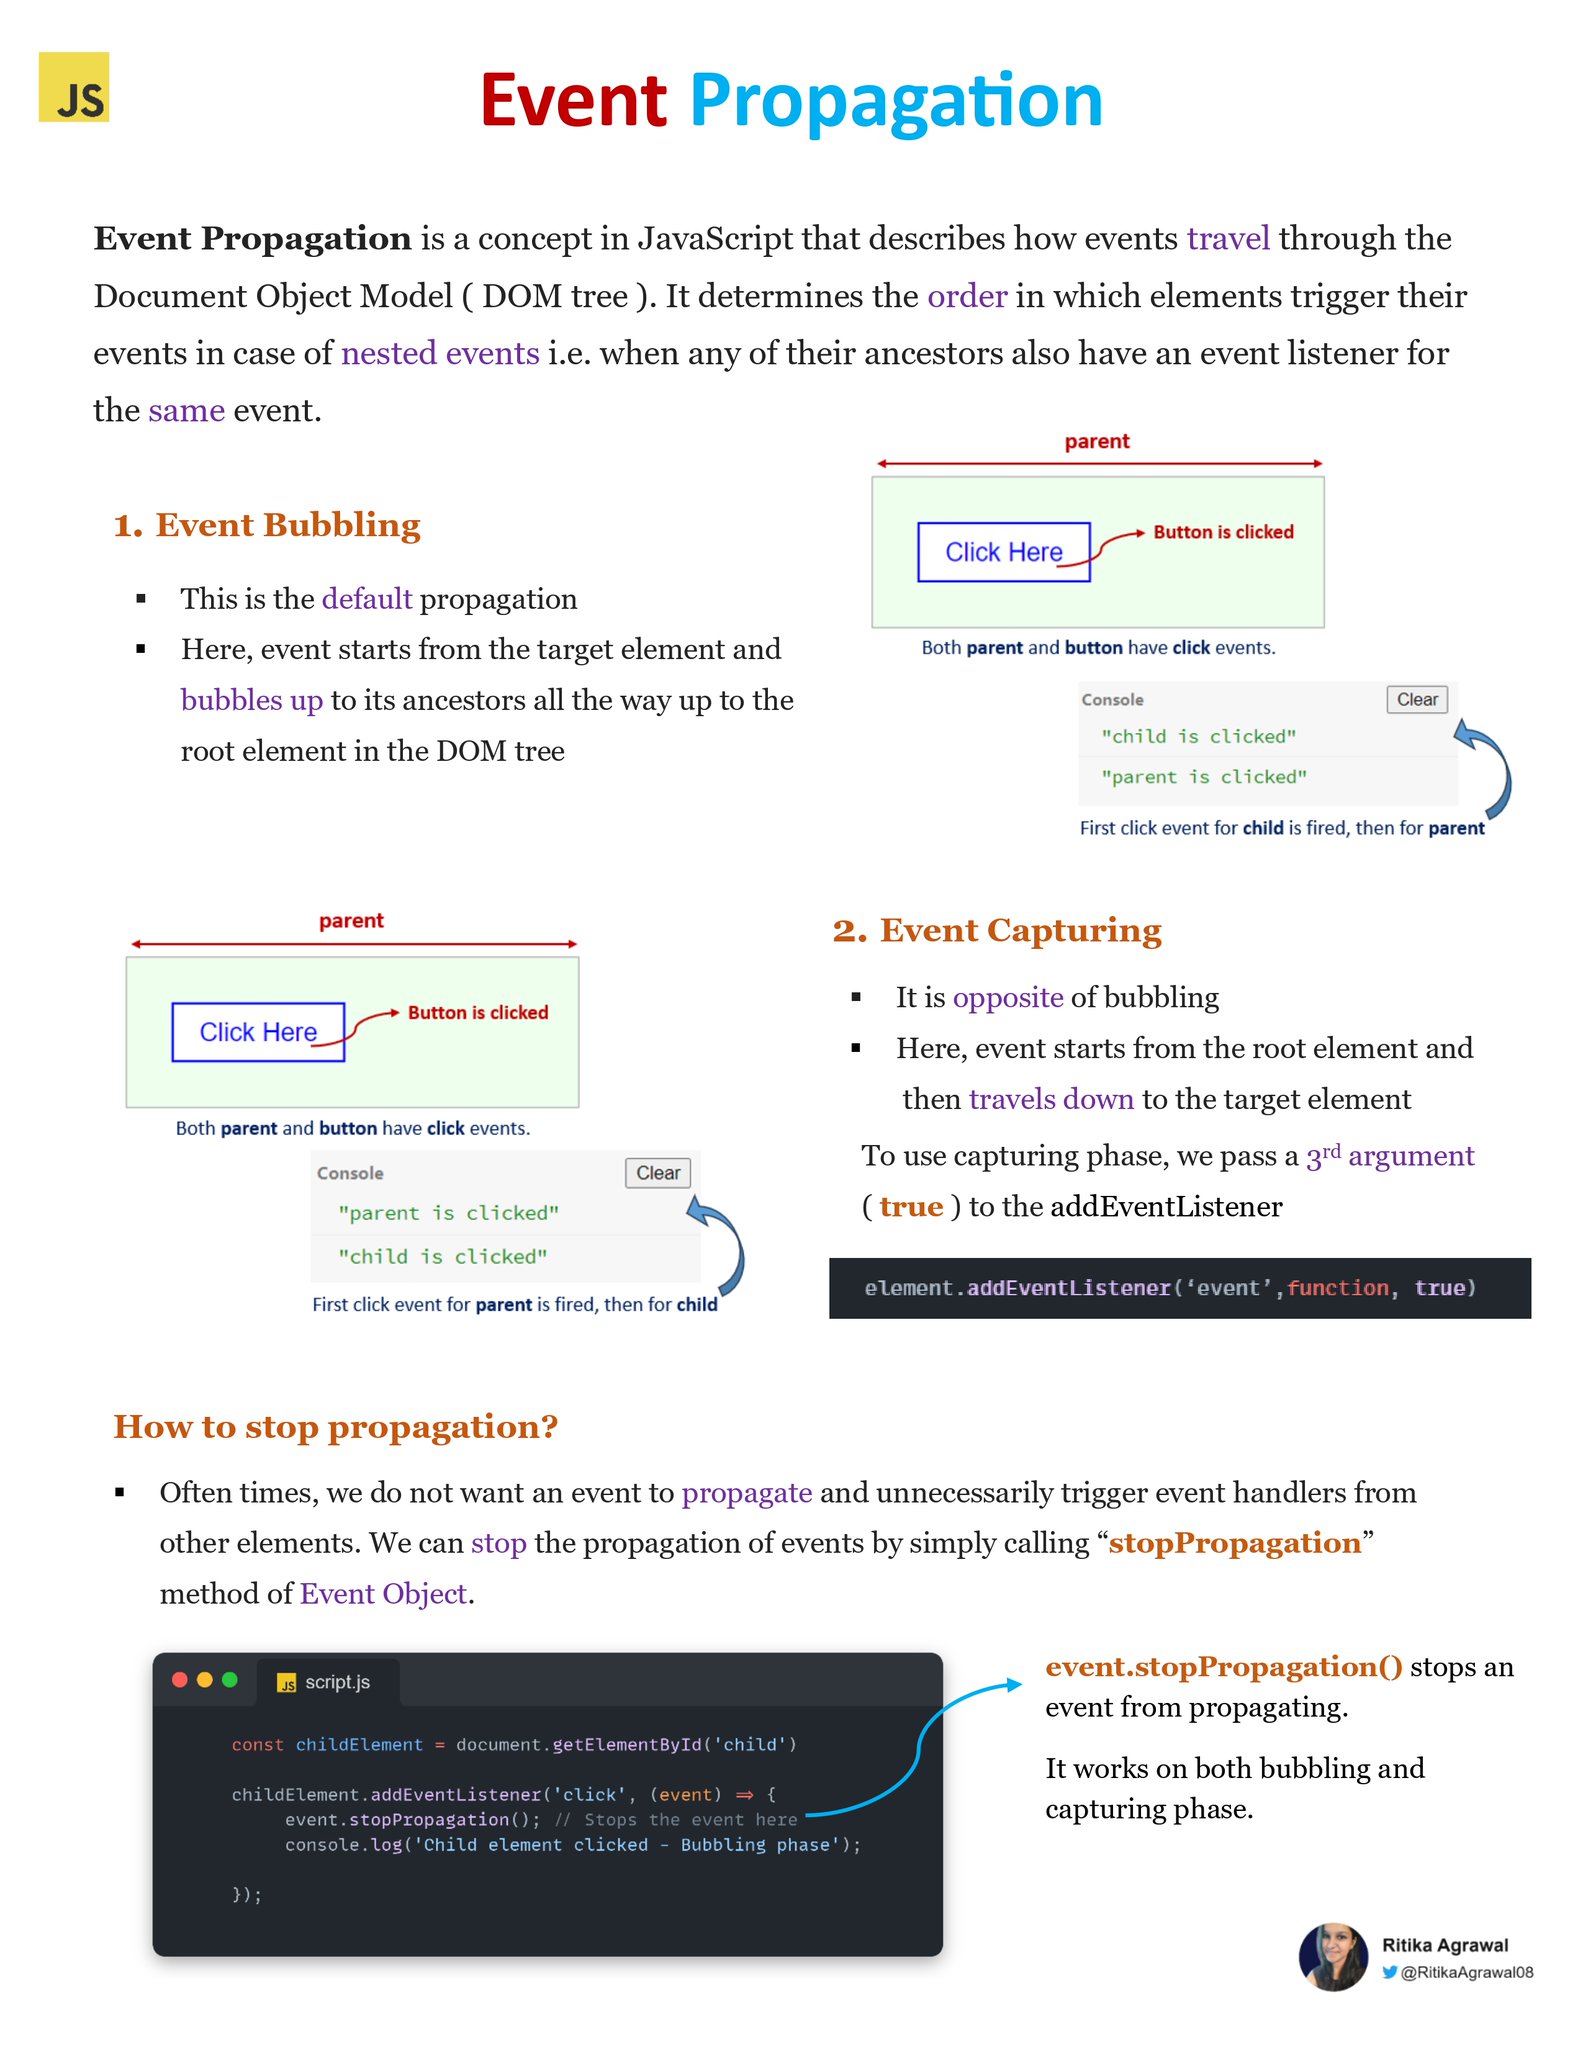 JS
Event Propagation
Event Propagation is a concept in JavaScript that describes how events travel through the
Document Object Model ( DOM tree ). It determines the order in which elements trigger their
events in case of nested events i.e. when any of their ancestors also have an event listener for
the same event.
1. Event Bubbling
▪ This is the default propagation
▪ Here, event starts from the target element and
bubbles up to its ancestors all the way up to the
root element in the DOM tree
parent
Click Here
Button is clicked
Both parent and button have click events.
Console
Clear
"child is clicked"
"parent is clicked"
First click event for child is fired, then for parent
parent
Click Here
Button is clicked
Both parent and button have click events.
Console
Clear
"parent is clicked"
"child is clicked"
First click event for parent is fired, then for child
2. Event Capturing
▪ It is opposite of bubbling
▪ Here, event starts from the root element and
then travels down to the target element
To use capturing phase, we pass a 3rd argument
( true ) to the addEventListener
element.addEventListener(‘event’,function, true)
How to stop propagation?
▪ Often times, we do not want an event to propagate and unnecessarily trigger event handlers from
other elements. We can stop the propagation of events by simply calling “stopPropagation”
method of Event Object.
JS script.js
const childElement = document.getElementById('child')
childElement.addEventListener('click', (event) => {
event.stopPropagation(); // Stops the event here
console.log('Child element clicked - Bubbling phase');
});
event.stopPropagation() stops an
event from propagating.
It works on both bubbling and
capturing phase.
Ritika Agrawal
@RitikaAgrawal08